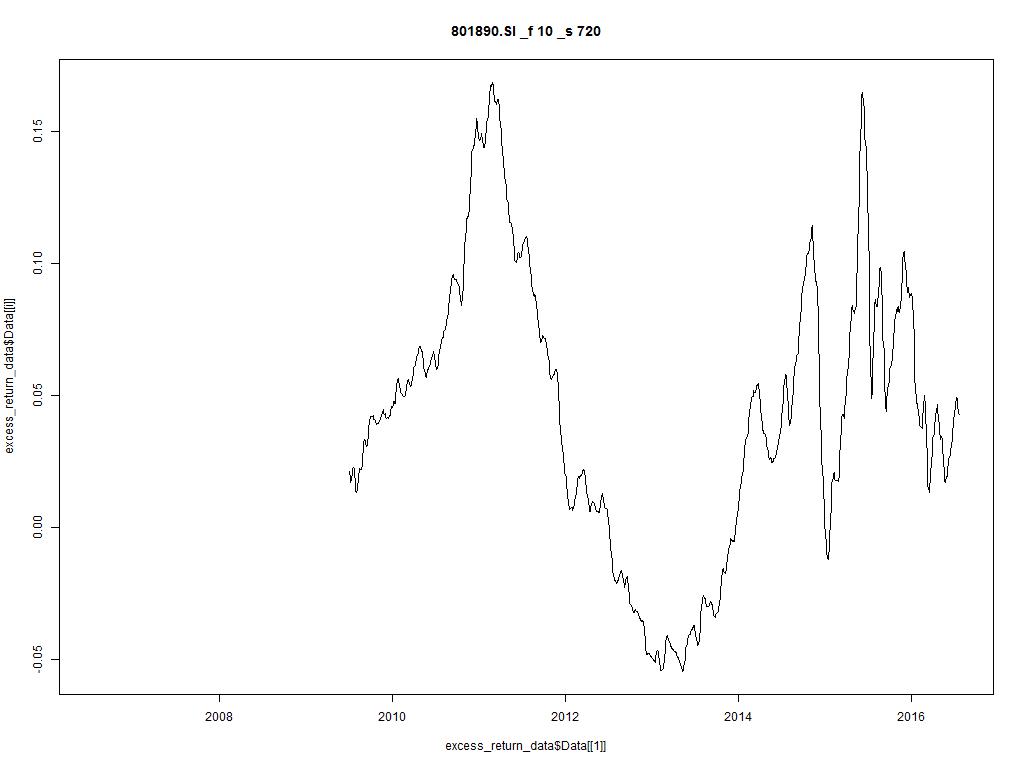 801890.SI _f 10 _s 720
excess_return_data$Data[[i]]
0.15
0.10
0.05
0.00
-0.05
2008 2010 2012 2014 2016
excess_return_data$Data[[1]]